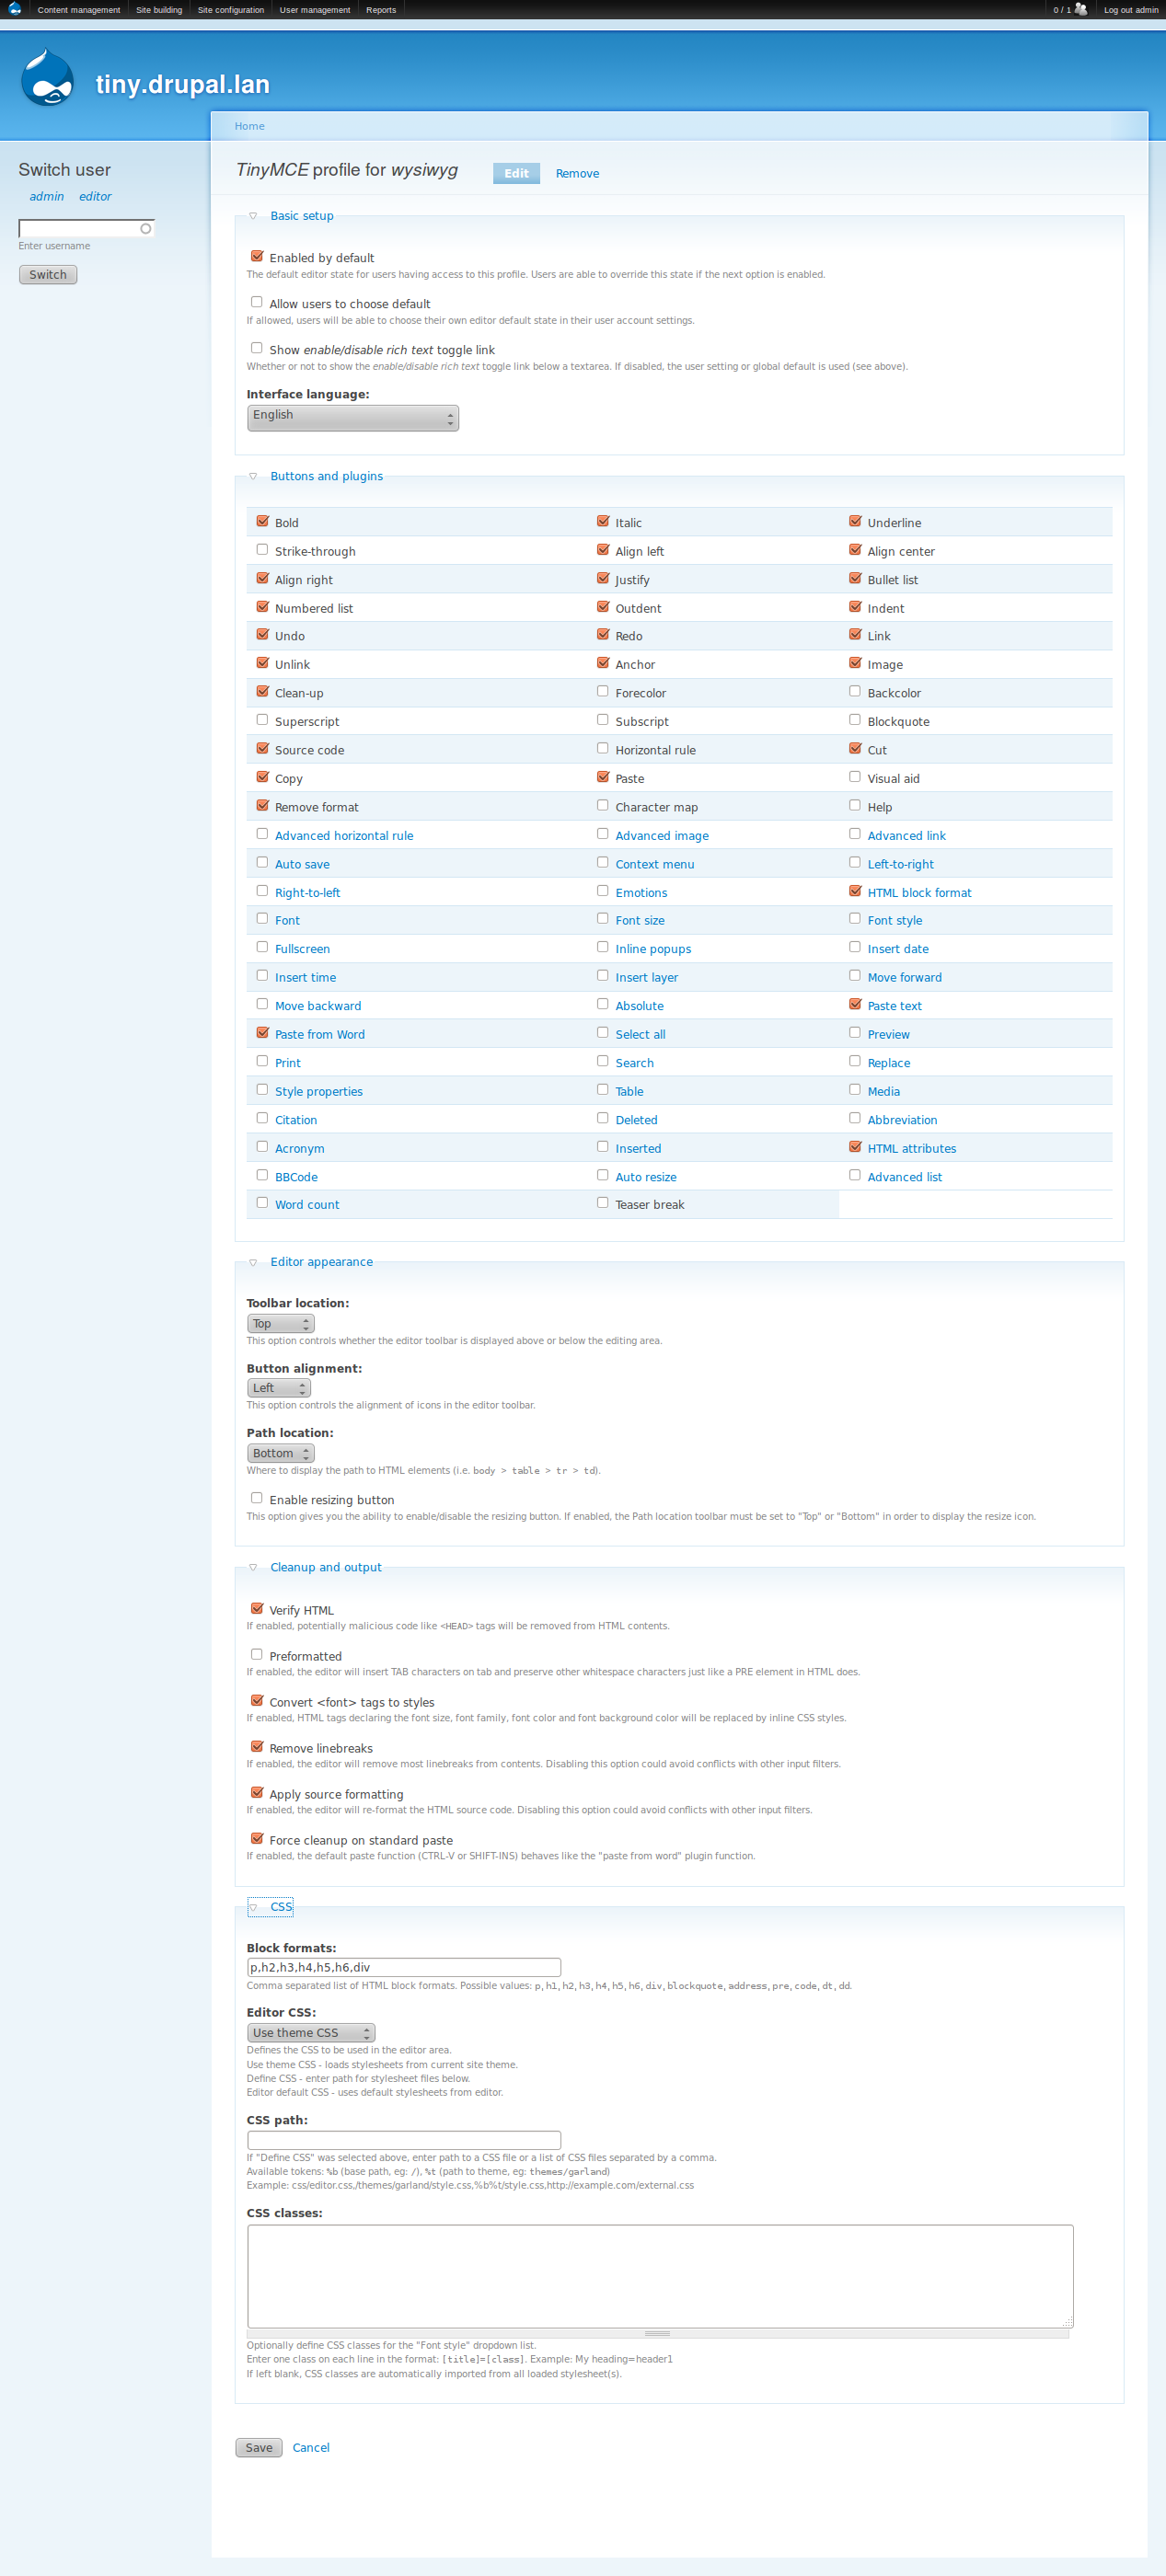 Content management Site building Site configuration User management Reports 0 / 1 Log out admin
tiny.drupal.lan
Home
Switch user
admin editor
Enter username
Switch
TinyMCE profile for wysiwyg Edit Remove
Basic setup
Enabled by default
The default editor state for users having access to this profile. Users are able to override this state if the next option is enabled.
Allow users to choose default
If allowed, users will be able to choose their own editor default state in their user account settings.
Show enable/disable rich text toggle link
Whether or not to show the enable/disable rich text toggle link below a textarea. If disabled, the user setting or global default is used (see above).
Interface language:
English
Buttons and plugins
Bold Italic Underline
Strike-through Align left Align center
Align right Justify Bullet list
Numbered list Outdent Indent
Undo Redo Link
Unlink Anchor Image
Clean-up Forecolor Backcolor
Superscript Subscript Blockquote
Source code Horizontal rule Cut
Copy Paste Visual aid
Remove format Character map Help
Advanced horizontal rule Advanced image Advanced link
Auto save Context menu Left-to-right
Right-to-left Emotions HTML block format
Font Font size Font style
Fullscreen Inline popups Insert date
Insert time Insert layer Move forward
Move backward Absolute Paste text
Paste from Word Select all Preview
Print Search Replace
Style properties Table Media
Citation Deleted Abbreviation
Acronym Inserted HTML attributes
BBCode Auto resize Advanced list
Word count Teaser break
Editor appearance
Toolbar location:
Top
This option controls whether the editor toolbar is displayed above or below the editing area.
Button alignment:
Left
This option controls the alignment of icons in the editor toolbar.
Path location:
Bottom
Where to display the path to HTML elements (i.e. body > table > tr > td).
Enable resizing button
This option gives you the ability to enable/disable the resizing button. If enabled, the Path location toolbar must be set to "Top" or "Bottom" in order to display the resize icon.
Cleanup and output
Verify HTML
If enabled, potentially malicious code like <HEAD> tags will be removed from HTML contents.
Preformatted
If enabled, the editor will insert TAB characters on tab and preserve other whitespace characters just like a PRE element in HTML does.
Convert <font> tags to styles
If enabled, HTML tags declaring the font size, font family, font color and font background color will be replaced by inline CSS styles.
Remove linebreaks
If enabled, the editor will remove most linebreaks from contents. Disabling this option could avoid conflicts with other input filters.
Apply source formatting
If enabled, the editor will re-format the HTML source code. Disabling this option could avoid conflicts with other input filters.
Force cleanup on standard paste
If enabled, the default paste function (CTRL-V or SHIFT-INS) behaves like the "paste from word" plugin function.
CSS
Block formats:
p,h2,h3,h4,h5,h6,div
Comma separated list of HTML block formats. Possible values: p, h1, h2, h3, h4, h5, h6, div, blockquote, address, pre, code, dt, dd.
Editor CSS:
Use theme CSS
Defines the CSS to be used in the editor area.
Use theme CSS - loads stylesheets from current site theme.
Define CSS - enter path for stylesheet files below.
Editor default CSS - uses default stylesheets from editor.
CSS path:
If "Define CSS" was selected above, enter path to a CSS file or a list of CSS files separated by a comma.
Available tokens: %b (base path, eg: /), %t (path to theme, eg: themes/garland)
Example: css/editor.css,/themes/garland/style.css,%b%t/style.css,http://example.com/external.css
CSS classes:
Optionally define CSS classes for the "Font style" dropdown list.
Enter one class on each line in the format: [title]=[class]. Example: My heading=header1
If left blank, CSS classes are automatically imported from all loaded stylesheet(s).
Save Cancel